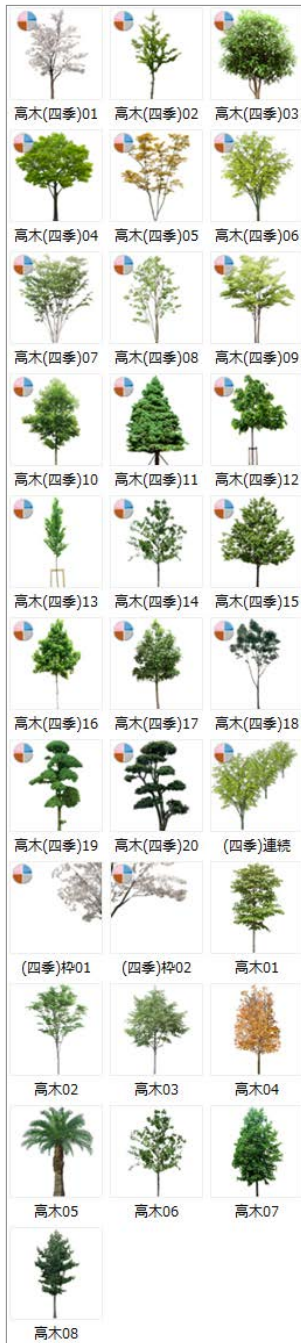 高木(四季)01 高木(四季)02 高木(四季)03
高木(四季)04 高木(四季)05 高木(四季)06
高木(四季)07 高木(四季)08 高木(四季)09
高木(四季)10 高木(四季)11 高木(四季)12
高木(四季)13 高木(四季)14 高木(四季)15
高木(四季)16 高木(四季)17 高木(四季)18
高木(四季)19 高木(四季)20 (四季)連続
(四季)枠01 (四季)枠02 高木01
高木02 高木03 高木04
高木05 高木06 高木07
高木08